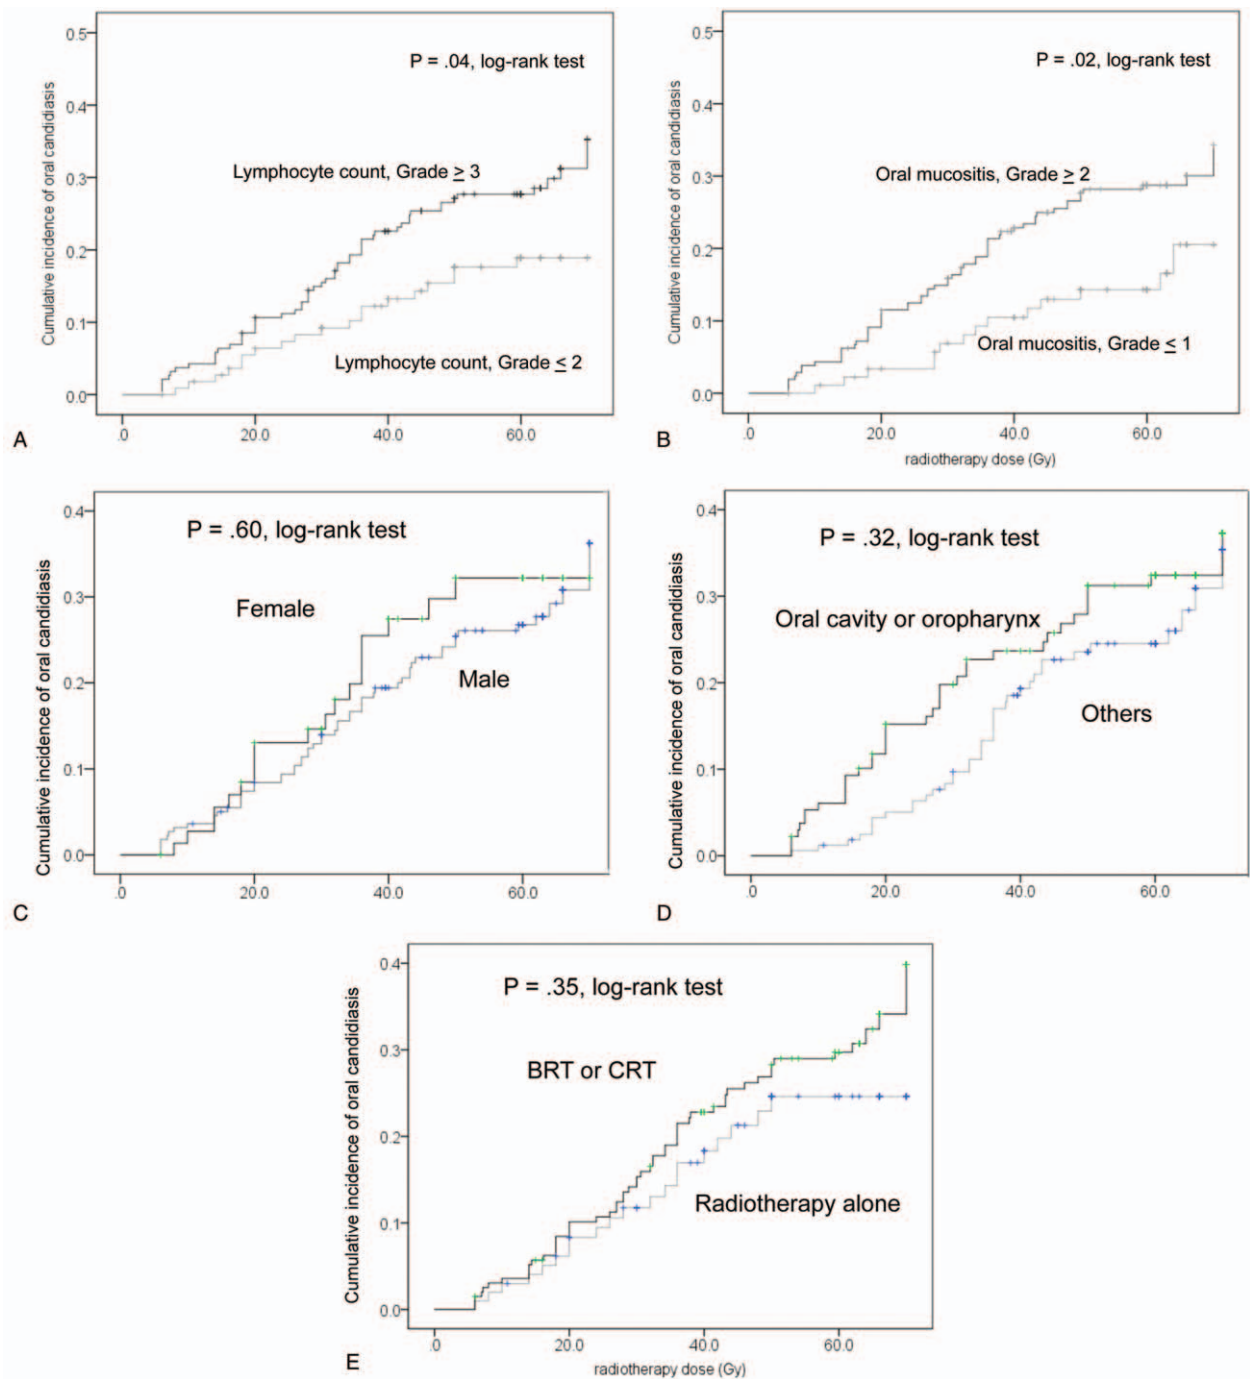 Cumulative incidence of oral candidiasis
0.5
0.4
0.3
0.2
0.1
0.0
P = .04, log-rank test
Lymphocyte count, Grade ≥ 3
Lymphocyte count, Grade ≤ 2
.0
20.0
40.0
60.0
A
Cumulative incidence of oral candidiasis
0.5
0.4
0.3
0.2
0.1
0.0
P = .02, log-rank test
Oral mucositis, Grade ≥ 2
Oral mucositis, Grade ≤ 1
.0
20.0
40.0
60.0
radiotherapy dose (Gy)
B
Cumulative incidence of oral candidiasis
0.4
0.3
0.2
0.1
0.0
P = .60, log-rank test
Female
Male
.0
20.0
40.0
60.0
C
Cumulative incidence of oral candidiasis
0.4
0.3
0.2
0.1
0.0
P = .32, log-rank test
Oral cavity or oropharynx
Others
.0
20.0
40.0
60.0
D
Cumulative incidence of oral candidiasis
0.4
0.3
0.2
0.1
0.0
P = .35, log-rank test
BRT or CRT
Radiotherapy alone
.0
20.0
40.0
60.0
radiotherapy dose (Gy)
E